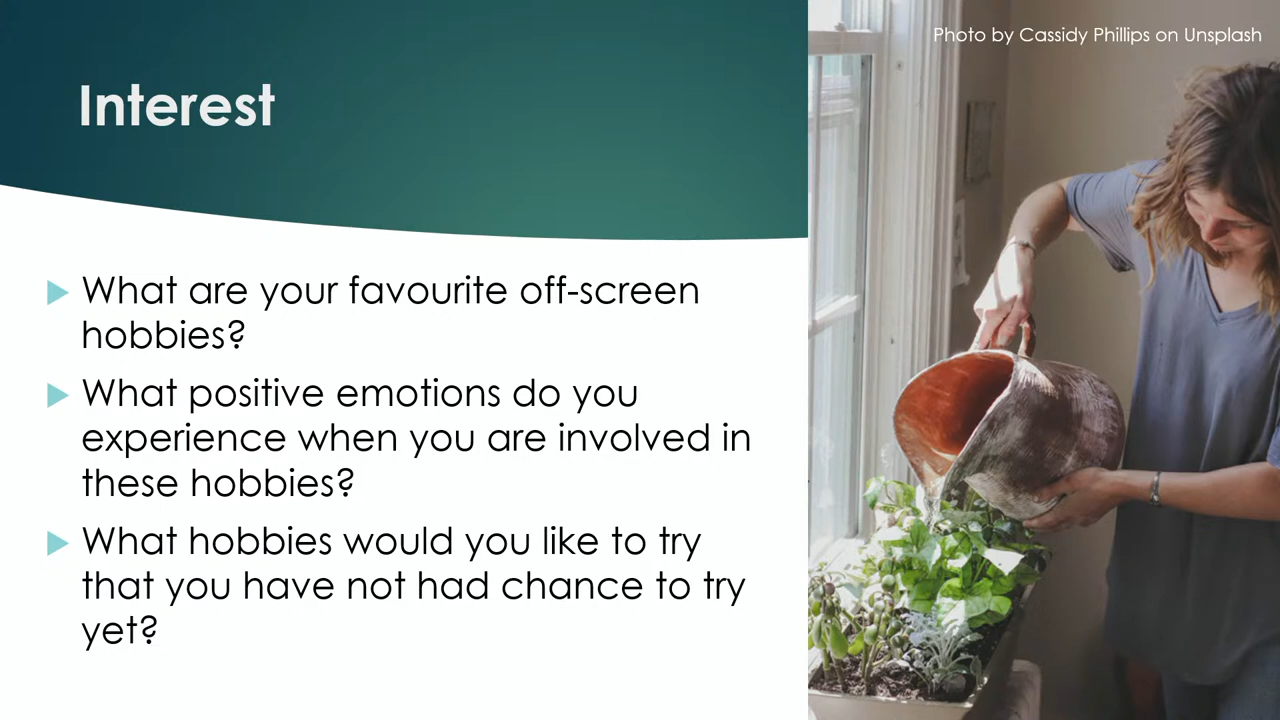 Photo by Cassidy Phillips on Unsplash
Interest
What are your favourite off-screen
hobbies?
What positive emotions do you
experience when you are involved in
these hobbies?
What hobbies would you like to try
that you have not had chance to try
yet?